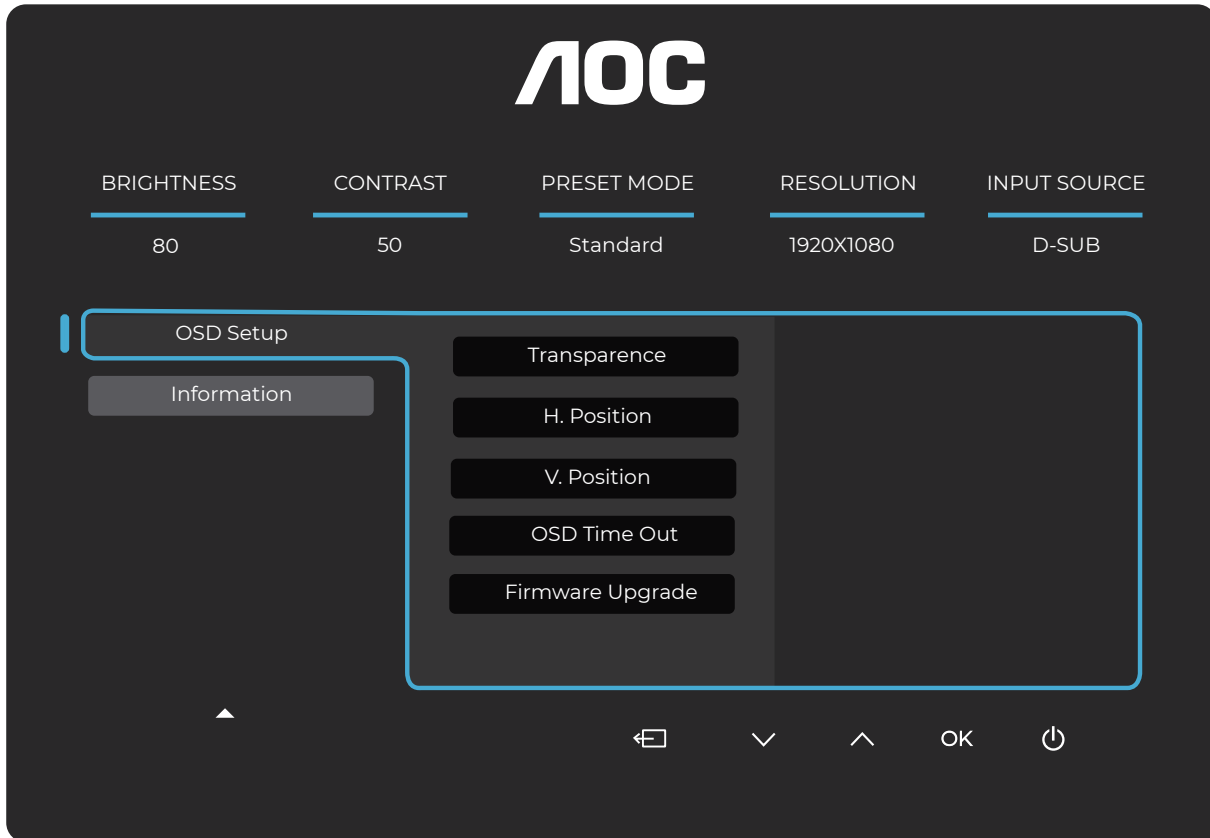 AOC
BRIGHTNESS CONTRAST PRESET MODE RESOLUTION INPUT SOURCE
80 50 Standard 1920X1080 D-SUB
OSD Setup
Information
Transparence
H. Position
V. Position
OSD Time Out
Firmware Upgrade
OK